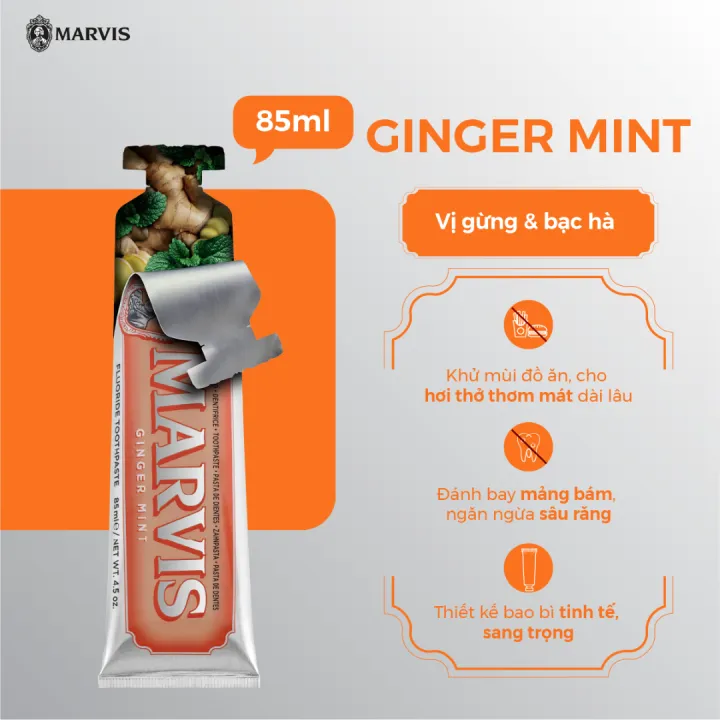 MARVIS
85ml
GINGER MINT
Vị gừng & bạc hà
Khử mùi đồ ăn, cho
hơi thở thơm mát dài lâu
Đánh bay mảng bám,
ngăn ngừa sâu răng
Thiết kế bao bì tinh tế,
sang trọng
MARVIS
GINGER MINT
DENTIFRICE • TOOTHPASTE • PASTA DE DIENTES • ZAHNPASTA • PASTA DE DENTES
FLUORIDE TOOTHPASTE 85 ml ℮ / NET WT. 4.5 oz.